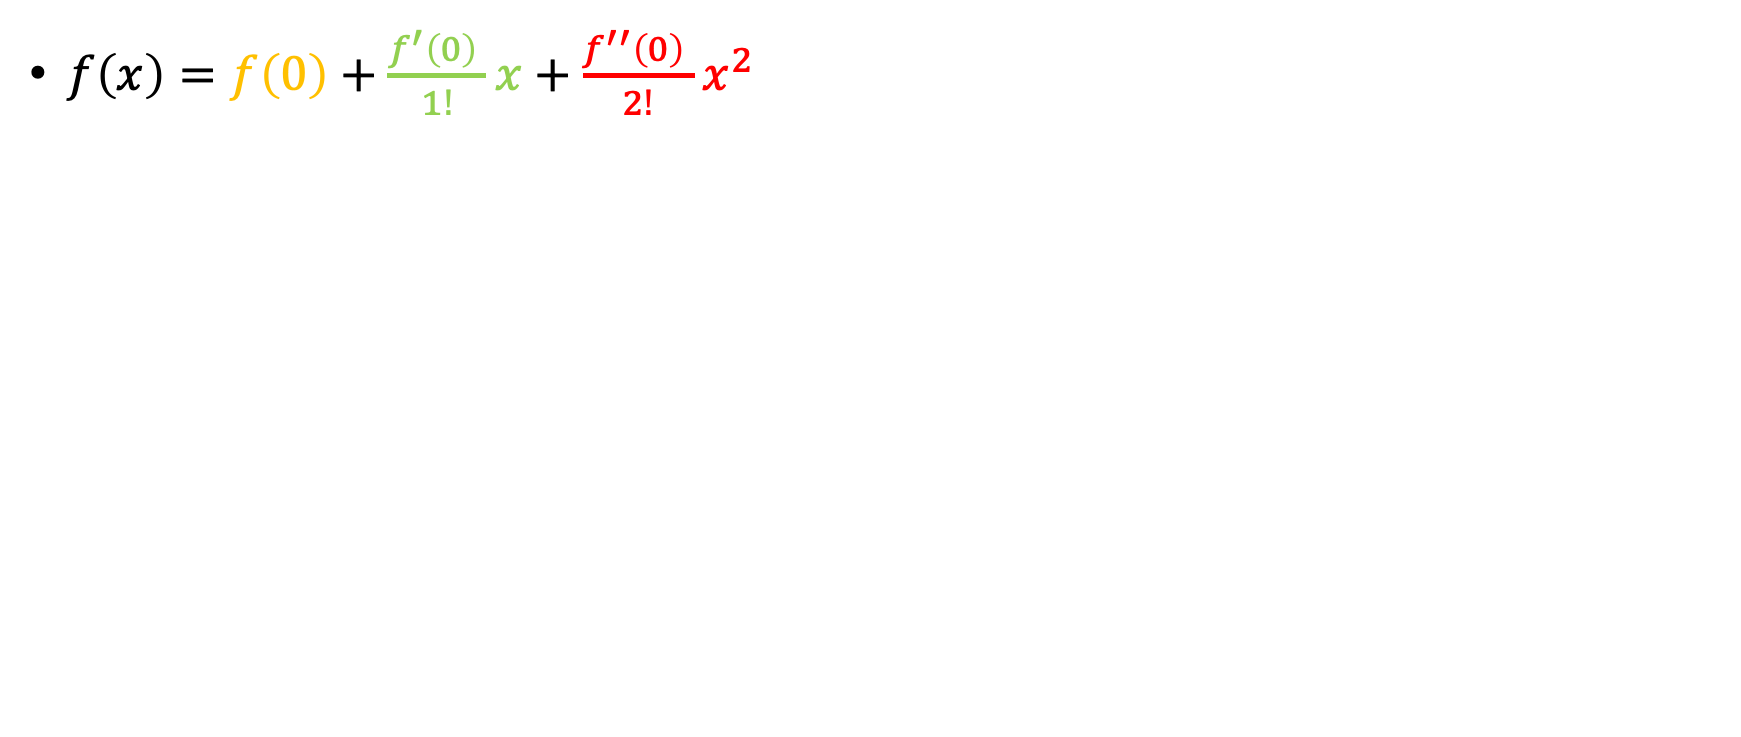 • f(x) = f(0) + f′(0)/1! x + f′′(0)/2! x²